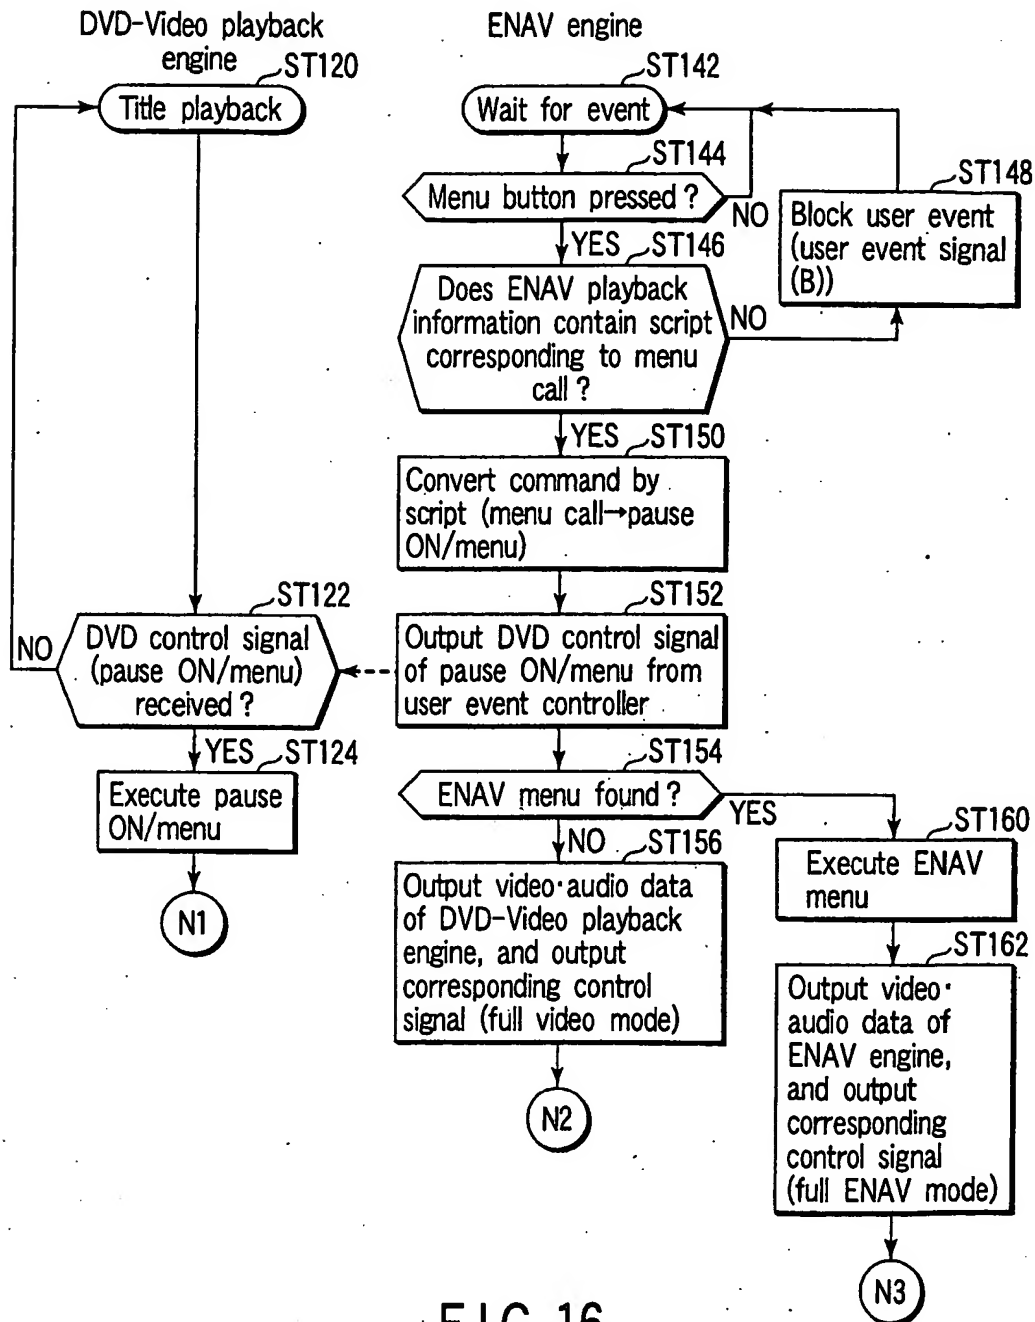 DVD-Video playback
engine
ST120
Title playback
ENAV engine
ST142
Wait for event
ST144
Menu button pressed ?
NO
ST148
Block user event
(user event signal
(B))
YES
ST146
Does ENAV playback
information contain script
corresponding to menu
call ?
NO
YES
ST150
Convert command by
script (menu call→pause
ON/menu)
ST122
DVD control signal
(pause ON/menu)
received ?
NO
ST152
Output DVD control signal
of pause ON/menu from
user event controller
YES
ST124
Execute pause
ON/menu
N1
ST154
ENAV menu found ?
YES
NO
ST156
Output video·audio data
of DVD-Video playback
engine, and output
corresponding control
signal (full video mode)
N2
ST160
Execute ENAV
menu
ST162
Output video·
audio data of
ENAV engine,
and output
corresponding
control signal
(full ENAV mode)
N3
FIG. 16